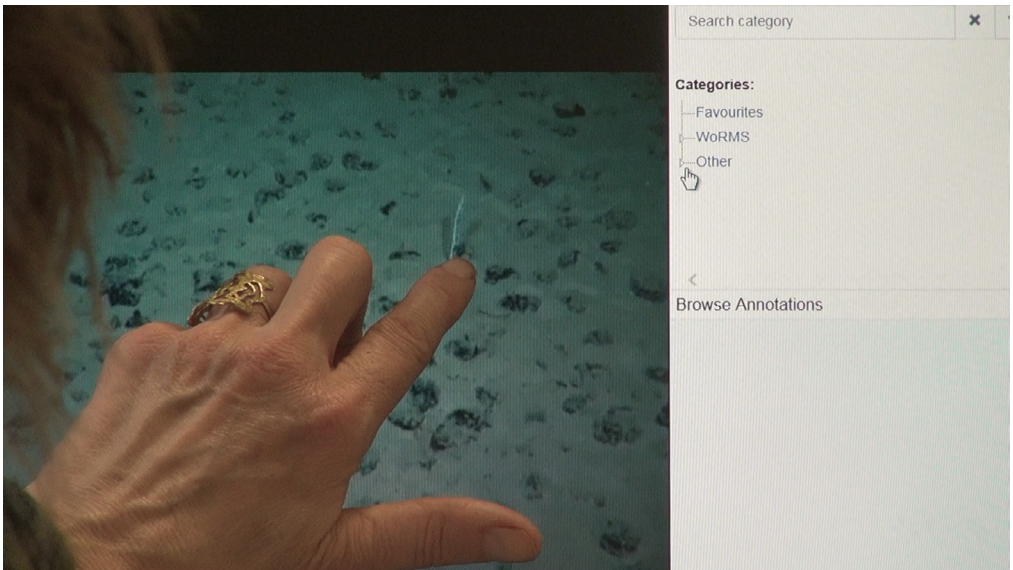 Search category
Categories:
Favourites
WoRMS
Other
Browse Annotations